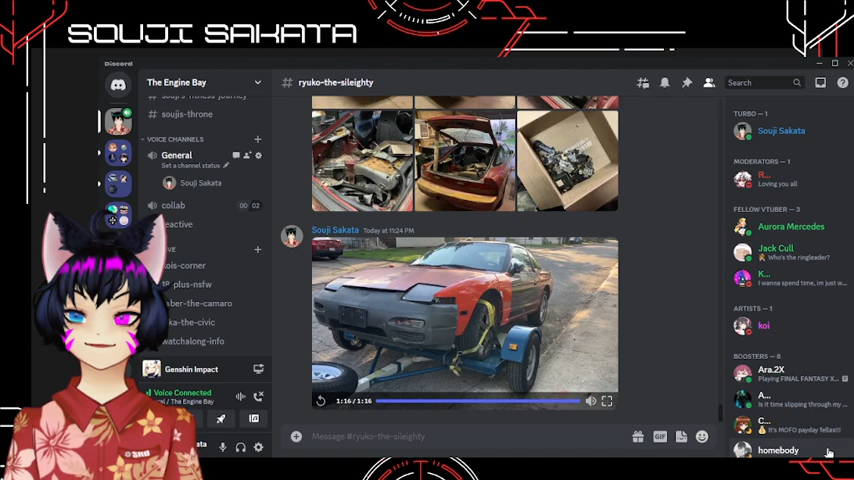 SOUJI SAKATA
Discord
The Engine Bay
# ryuko-the-sileighty
Search
soujis-throne
VOICE CHANNELS
General
Set a channel status
Souji Sakata
collab
00 02
Souji Sakata Today at 11:24 PM
Genshin Impact
Voice Connected
/ The Engine Bay
1:16 / 1:16
Message #ryuko-the-sileighty
GIF
TURBO — 1
Souji Sakata
MODERATORS — 1
R...
Loving you all
FELLOW VTUBER — 3
Aurora Mercedes
Jack Cull
Who's the ringleader?
K...
I wanna spend time, im just w...
ARTISTS — 1
koi
BOOSTERS — 8
Ara.2X
Playing FINAL FANTASY X...
A...
Is it time slipping through my ...
C...
It's MOFO payday fellas!!!
homebody